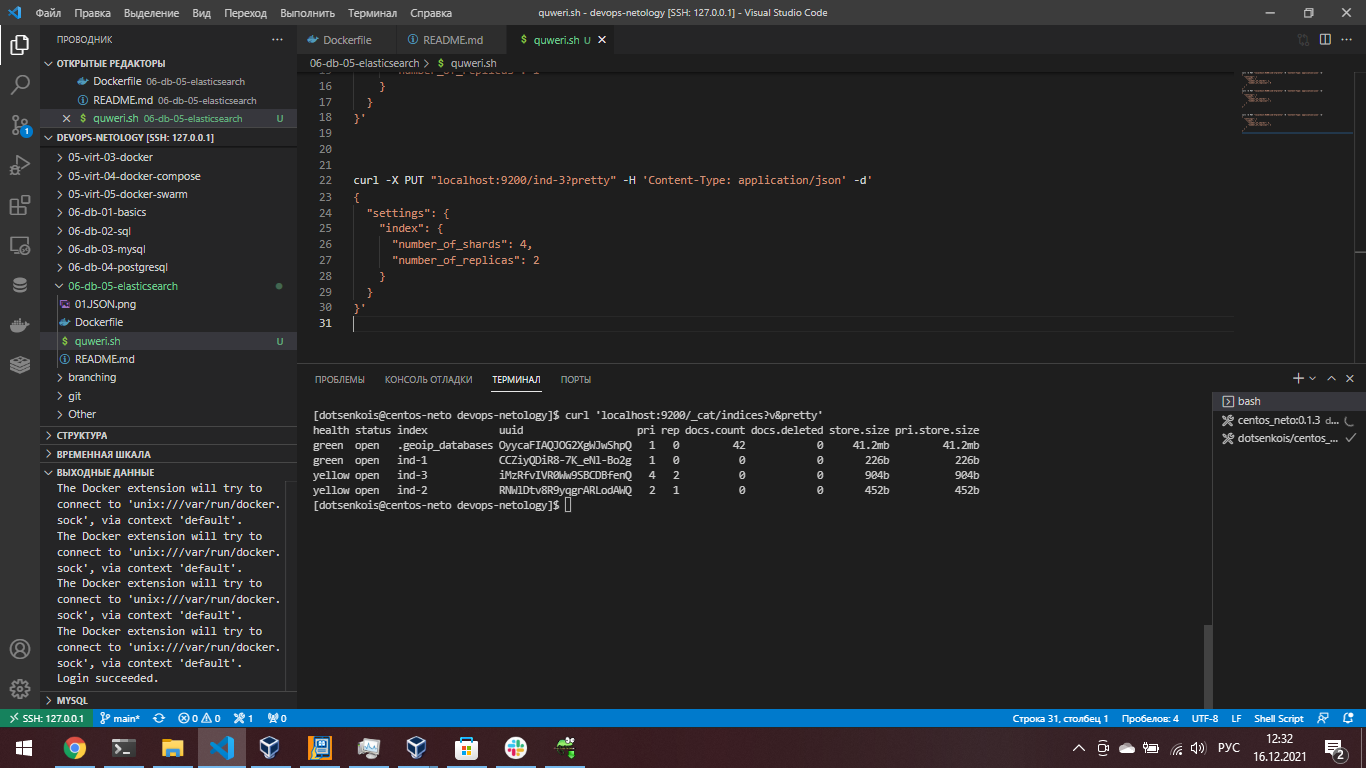 Файл Правка Выделение Вид Переход Выполнить Терминал Справка quweri.sh - devops-netology [SSH: 127.0.0.1] - Visual Studio Code
ПРОВОДНИК
Dockerfile README.md quweri.sh U
ОТКРЫТЫЕ РЕДАКТОРЫ
Dockerfile 06-db-05-elasticsearch
README.md 06-db-05-elasticsearch
quweri.sh 06-db-05-elasticsearch U
DEVOPS-NETOLOGY [SSH: 127.0.0.1]
05-virt-03-docker
05-virt-04-docker-compose
05-virt-05-docker-swarm
06-db-01-basics
06-db-02-sql
06-db-03-mysql
06-db-04-postgresql
06-db-05-elasticsearch
01.JSON.png
Dockerfile
quweri.sh U
README.md
branching
git
Other
СТРУКТУРА
ВРЕМЕННАЯ ШКАЛА
ВЫХОДНЫЕ ДАННЫЕ
The Docker extension will try to
connect to 'unix:///var/run/docker.
sock', via context 'default'.
The Docker extension will try to
connect to 'unix:///var/run/docker.
sock', via context 'default'.
The Docker extension will try to
connect to 'unix:///var/run/docker.
sock', via context 'default'.
The Docker extension will try to
connect to 'unix:///var/run/docker.
sock', via context 'default'.
Login succeeded.
MYSQL
06-db-05-elasticsearch > $ quweri.sh
15 "number_of_replicas": 1
16 }
17 }
18 }'
19
20
21
22 curl -X PUT "localhost:9200/ind-3?pretty" -H 'Content-Type: application/json' -d'
23 {
24 "settings": {
25 "index": {
26 "number_of_shards": 4,
27 "number_of_replicas": 2
28 }
29 }
30 }'
31
ПРОБЛЕМЫ КОНСОЛЬ ОТЛАДКИ ТЕРМИНАЛ ПОРТЫ
[dotsenkois@centos-neto devops-netology]$ curl 'localhost:9200/_cat/indices?v&pretty'
health status index uuid pri rep docs.count docs.deleted store.size pri.store.size
green open .geoip_databases OyycaFIAQJOG2XgWJwShpQ 1 0 42 0 41.2mb 41.2mb
green open ind-1 CCZiyQDiR8-7K_eNl-Bo2g 1 0 0 0 226b 226b
yellow open ind-3 iMzRfvIVR0Ww9SBCDBfenQ 4 2 0 0 904b 904b
yellow open ind-2 RNWlDtv8R9yqgrARLodAWQ 2 1 0 0 452b 452b
[dotsenkois@centos-neto devops-netology]$
bash
centos_neto:0.1.3 d...
dotsenkois/centos_...
SSH: 127.0.0.1 main* 0 0 1 0 Строка 31, столбец 1 Пробелов: 4 UTF-8 LF Shell Script
РУС
12:32
16.12.2021
2